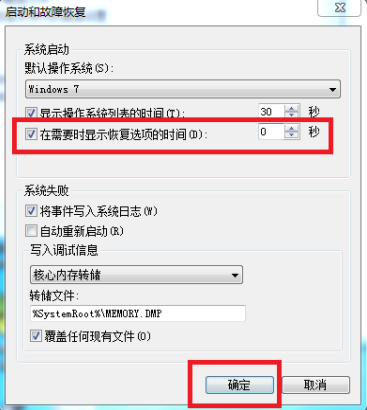 启动和故障恢复
系统启动
默认操作系统(S):
Windows 7
显示操作系统列表的时间(T): 30 秒
在需要时显示恢复选项的时间(D): 0 秒
系统失败
将事件写入系统日志(W)
自动重新启动(R)
写入调试信息
核心内存转储
转储文件:
%SystemRoot%\MEMORY.DMP
覆盖任何现有文件(O)
确定 取消